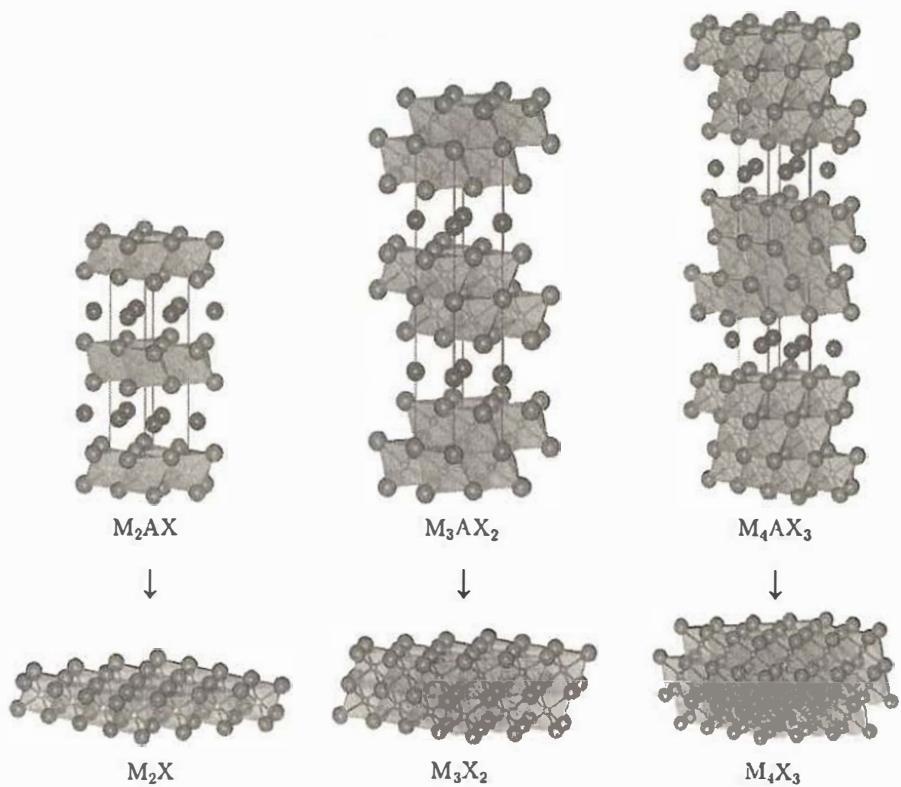 M₂AX M₃AX₂ M₄AX₃
↓ ↓ ↓
M₂X M₃X₂ M₄X₃